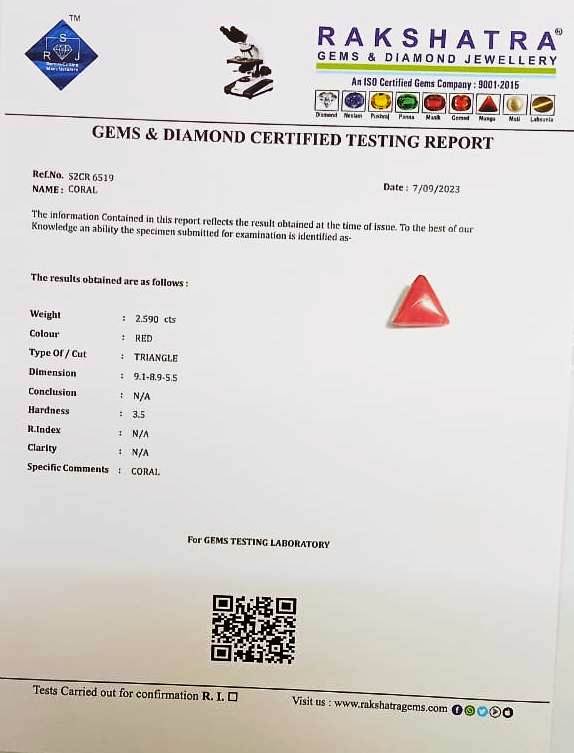 TM
S
R J
RAKSHATRA®
GEMS & DIAMOND JEWELLERY
An ISO Certified Gems Company : 9001-2015
Diamond Neelam Pukhraj Panna Manik Gomed Munga Moti Lahsunia
GEMS & DIAMOND CERTIFIED TESTING REPORT
Ref.No. S2CR 6519
NAME : CORAL
Date : 7/09/2023
The information Contained in this report reflects the result obtained at the time of issue. To the best of our
Knowledge an ability the specimen submitted for examination is identified as-
The results obtained are as follows :
Weight : 2.590 cts
Colour : RED
Type Of / Cut : TRIANGLE
Dimension : 9.1-8.9-5.5
Conclusion : N/A
Hardness : 3.5
R.Index : N/A
Clarity : N/A
Specific Comments : CORAL
For GEMS TESTING LABORATORY
Tests Carried out for confirmation R. I.
Visit us : www.rakshatragems.com